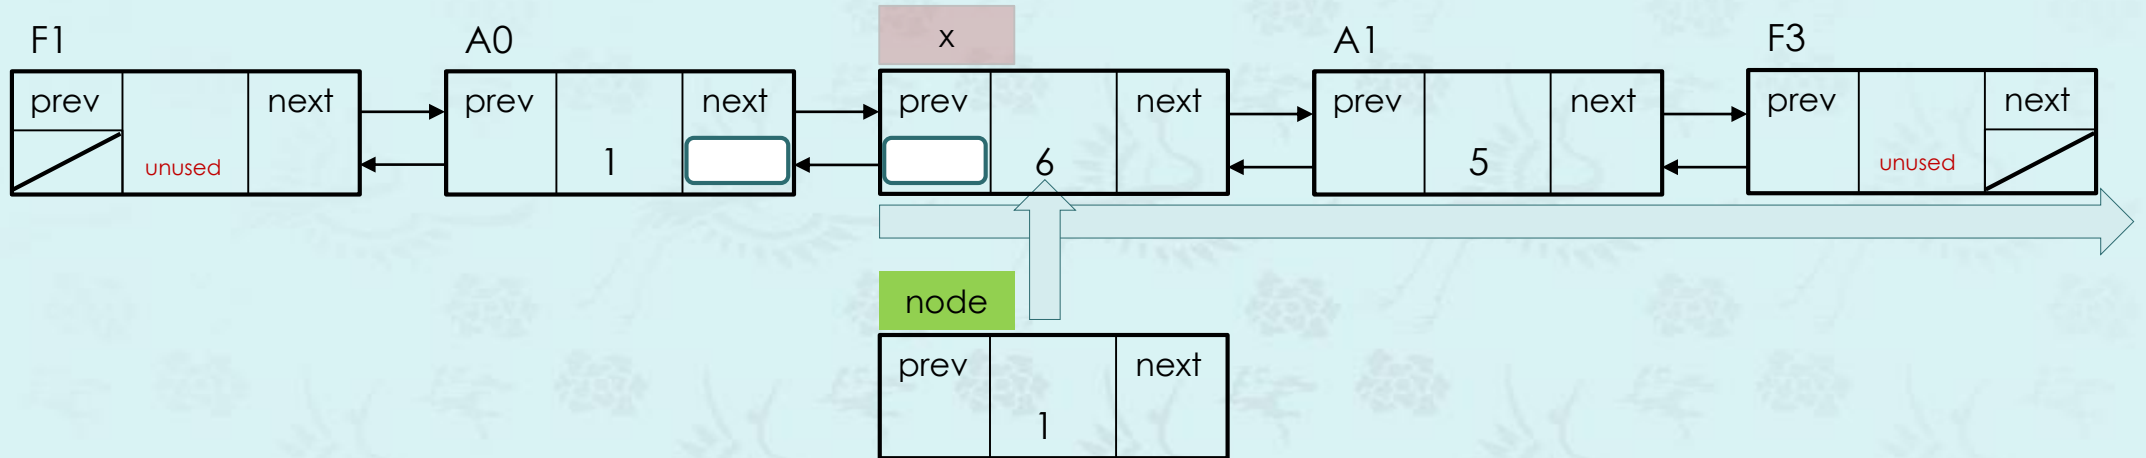 F1
A0
x
A1
F3
prev next
unused
prev next
1
prev next
6
prev next
5
prev next
unused
node
prev next
1